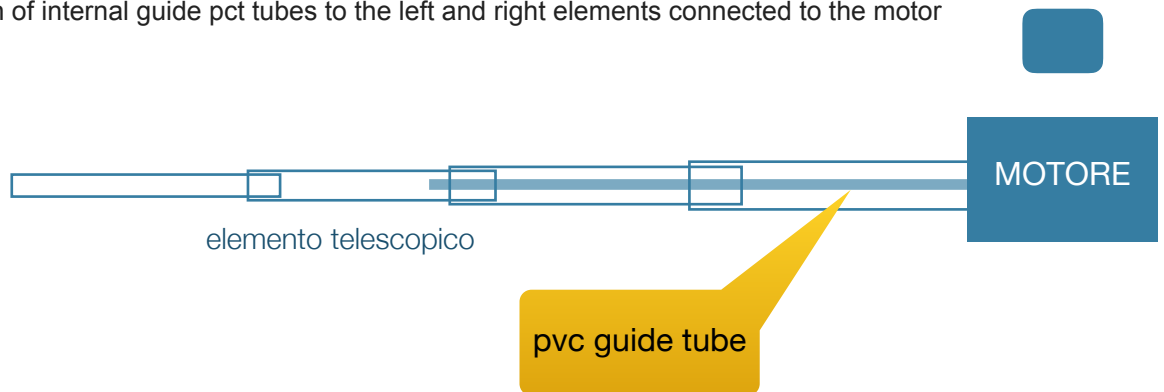 of internal guide pct tubes to the left and right elements connected to the motor
MOTORE
elemento telescopico
pvc guide tube